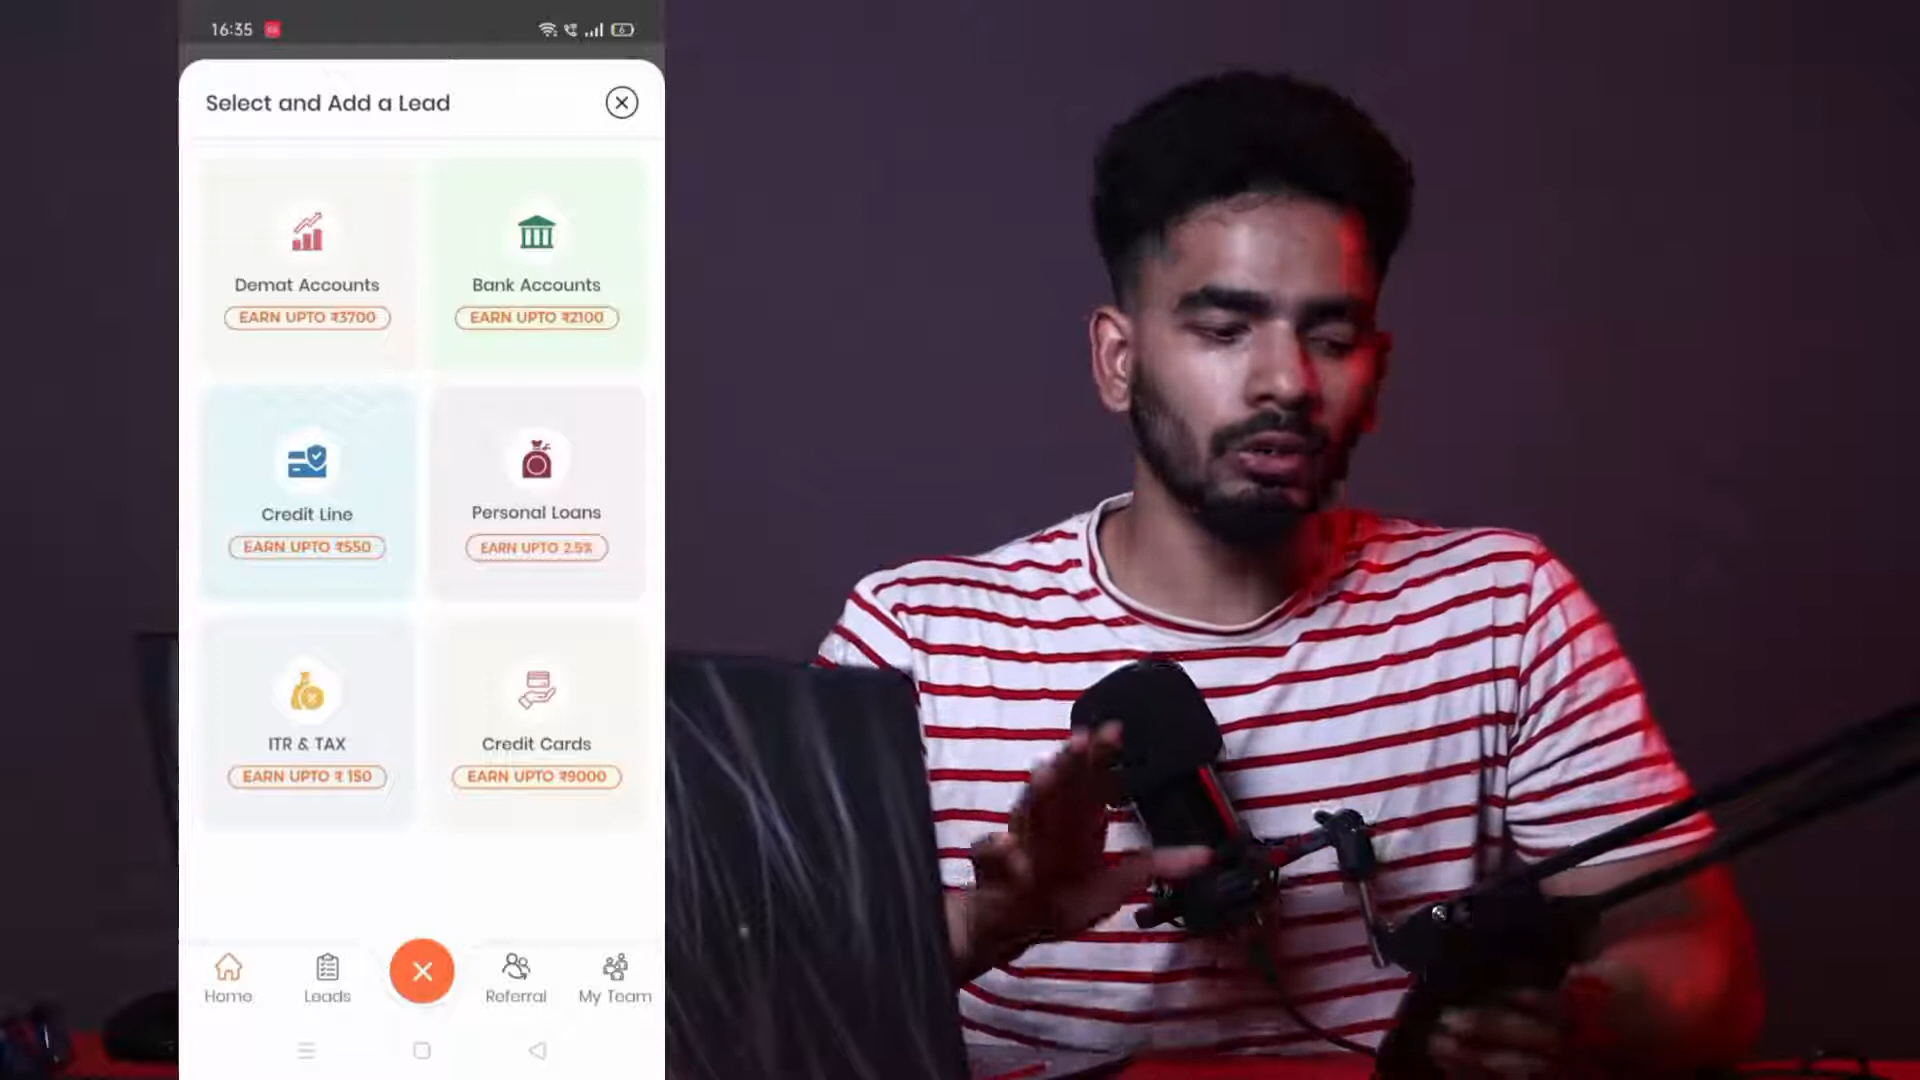 16:35
6
Select and Add a Lead
Demat Accounts
EARN UPTO ₹3700
Bank Accounts
EARN UPTO ₹2100
Credit Line
EARN UPTO ₹550
Personal Loans
EARN UPTO 2.5%
ITR & TAX
EARN UPTO ₹ 150
Credit Cards
EARN UPTO ₹9000
Home
Leads
Referral
My Team